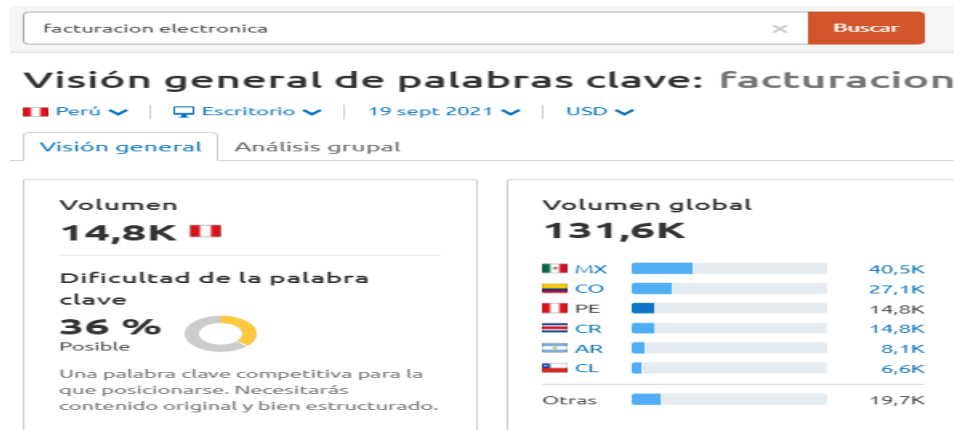 facturacion electronica × Buscar
Visión general de palabras clave: facturacion
Perú | Escritorio | 19 sept 2021 | USD
Visión general Análisis grupal
Volumen
14,8K
Dificultad de la palabra
clave
36 %
Posible
Una palabra clave competitiva para la
que posicionarse. Necesitarás
contenido original y bien estructurado.
Volumen global
131,6K
MX 40,5K
CO 27,1K
PE 14,8K
CR 14,8K
AR 8,1K
CL 6,6K
Otras 19,7K